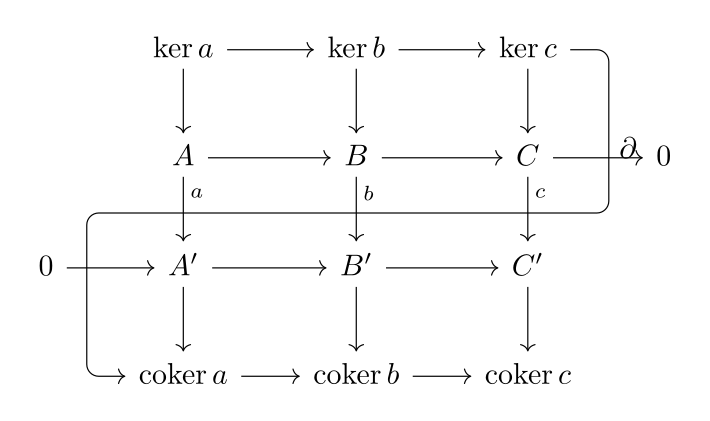 ker a ker b ker c
A B C ∂ 0
a b c
0 A′ B′ C′
coker a coker b coker c